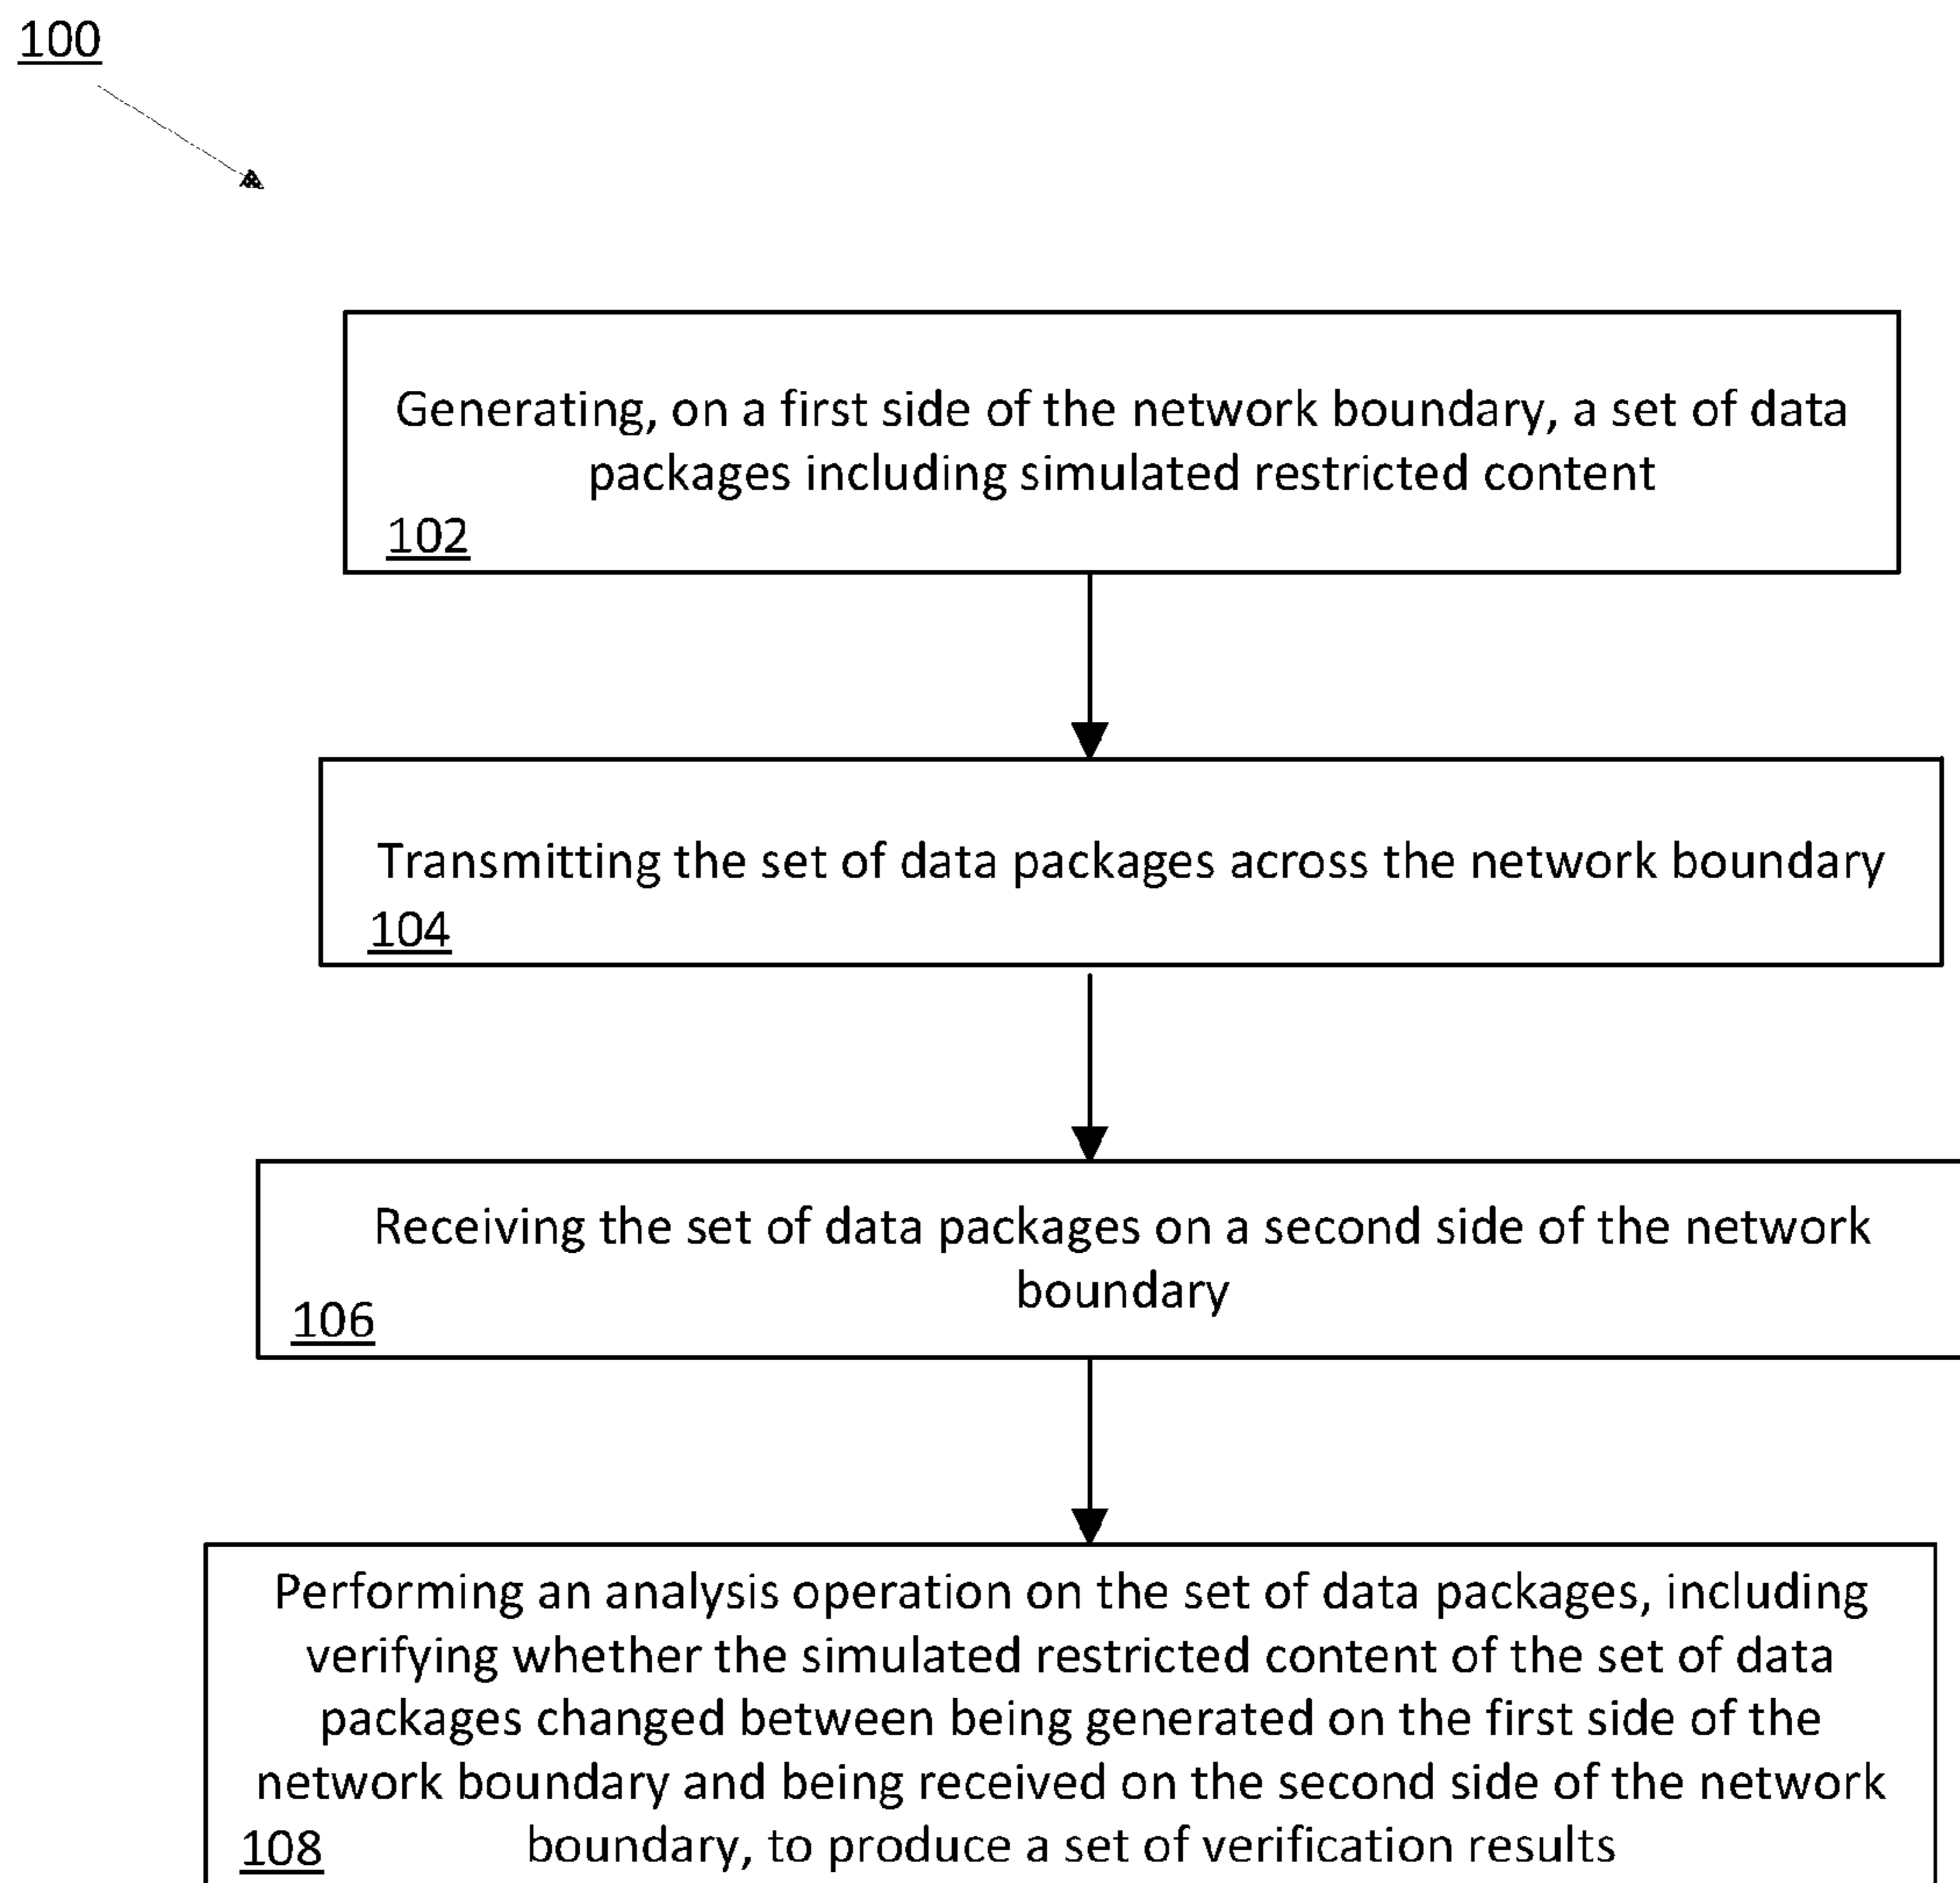 100
Generating, on a first side of the network boundary, a set of data
packages including simulated restricted content
102
Transmitting the set of data packages across the network boundary
104
Receiving the set of data packages on a second side of the network
boundary
106
Performing an analysis operation on the set of data packages, including
verifying whether the simulated restricted content of the set of data
packages changed between being generated on the first side of the
network boundary and being received on the second side of the network
108 boundary, to produce a set of verification results